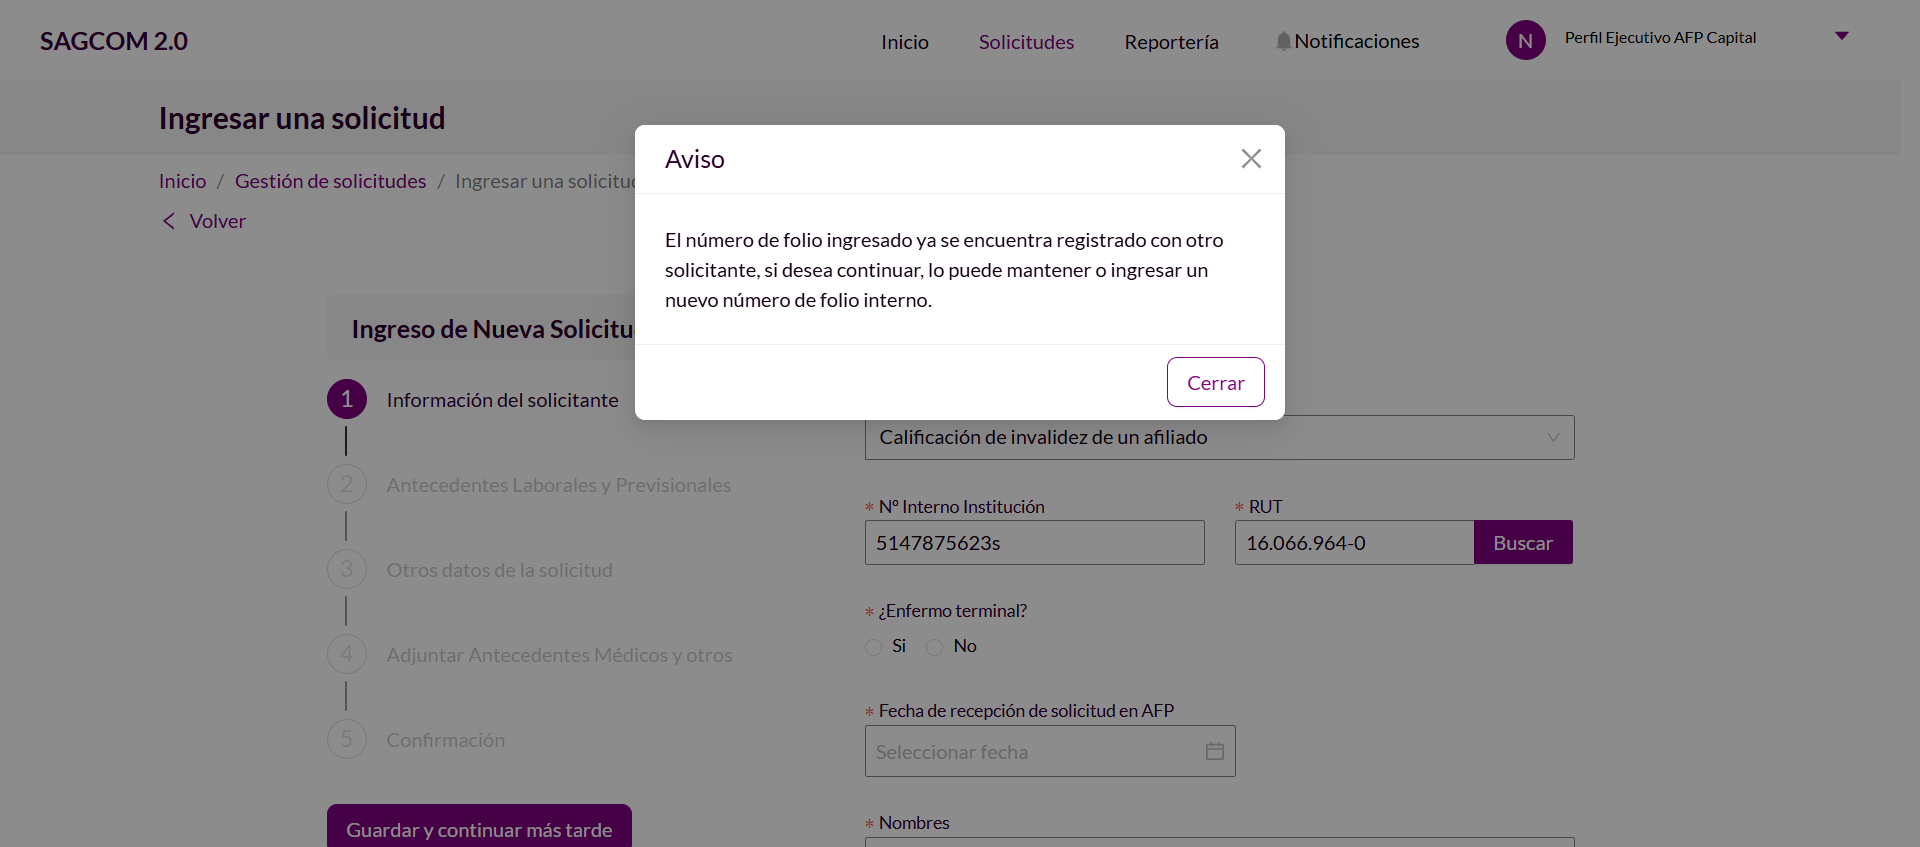 SAGCOM 2.0
Inicio
Solicitudes
Reportería
Notificaciones
N
Perfil Ejecutivo AFP Capital
Ingresar una solicitud
Inicio / Gestión de solicitudes / Ingresar una solicitud
Volver
Aviso
El número de folio ingresado ya se encuentra registrado con otro
solicitante, si desea continuar, lo puede mantener o ingresar un
nuevo número de folio interno.
Cerrar
Ingreso de Nueva Solicitu
1 Información del solicitante
2 Antecedentes Laborales y Previsionales
3 Otros datos de la solicitud
4 Adjuntar Antecedentes Médicos y otros
5 Confirmación
Guardar y continuar más tarde
Calificación de invalidez de un afiliado
* Nº Interno Institución
5147875623s
* RUT
16.066.964-0
Buscar
* ¿Enfermo terminal?
Si
No
* Fecha de recepción de solicitud en AFP
Seleccionar fecha
* Nombres